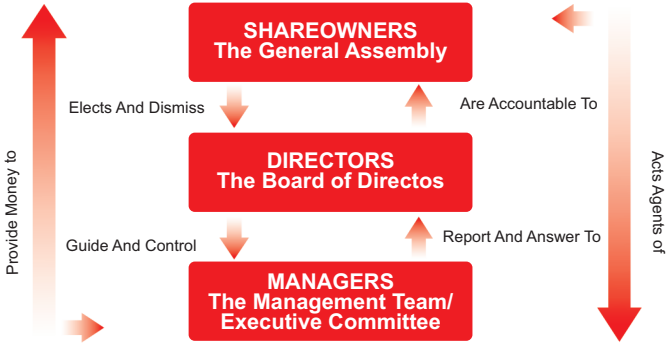 SHAREOWNERS
The General Assembly
Elects And Dismiss
Are Accountable To
DIRECTORS
The Board of Directos
Guide And Control
Report And Answer To
MANAGERS
The Management Team/
Executive Committee
Provide Money to
Acts Agents of